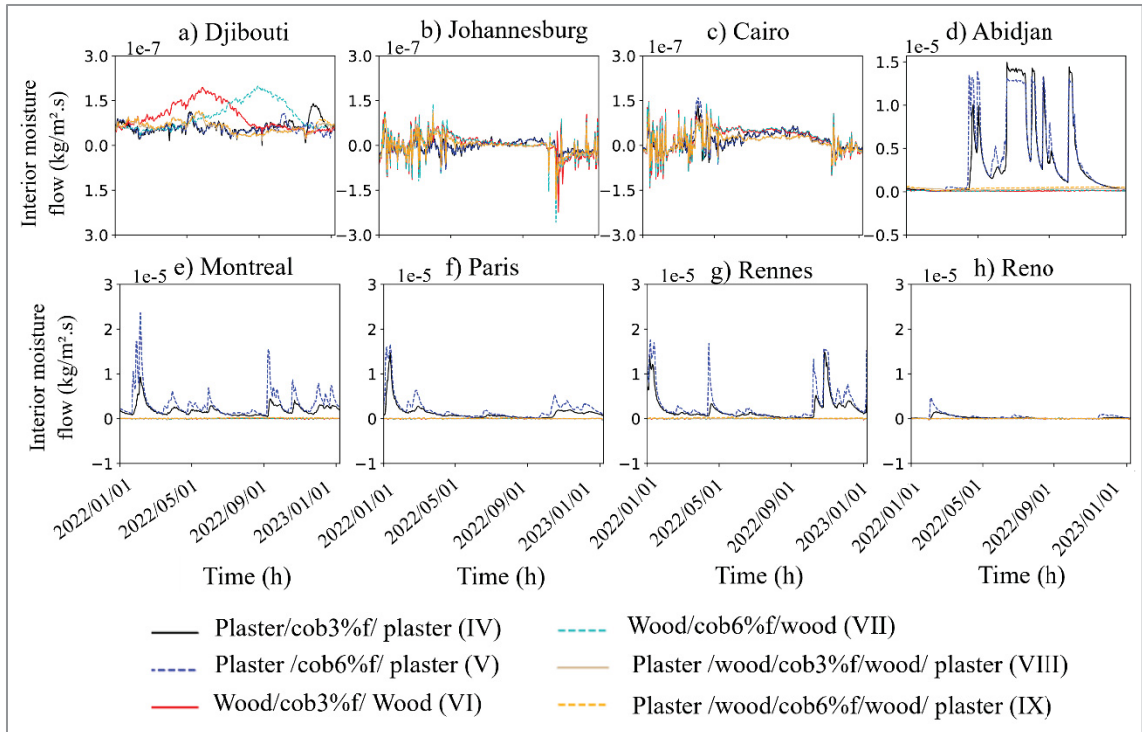 a) Djibouti
b) Johannesburg
c) Cairo
d) Abidjan
1e-7
1e-7
1e-7
1e-5
Interior moisture
flow (kg/m².s)
3.0
1.5
0.0
1.5
3.0
3.0
1.5
0.0
−1.5
−3.0
3.0
1.5
0.0
−1.5
−3.0
1.5
1.0
0.5
0.0
−0.5
e) Montreal
f) Paris
g) Rennes
h) Reno
1e-5
1e-5
1e-5
1e-5
Interior moisture
flow (kg/m².s)
3
2
1
0
−1
3
2
1
0
−1
3
2
1
0
−1
3
2
1
0
−1
2022/01/01
2022/05/01
2022/09/01
2023/01/01
2022/01/01
2022/05/01
2022/09/01
2023/01/01
2022/01/01
2022/05/01
2022/09/01
2023/01/01
2022/01/01
2022/05/01
2022/09/01
2023/01/01
Time (h)
Time (h)
Time (h)
Time (h)
Plaster/cob3%f/ plaster (IV)
Wood/cob6%f/wood (VII)
Plaster /cob6%f/ plaster (V)
Plaster /wood/cob3%f/wood/ plaster (VIII)
Wood/cob3%f/ Wood (VI)
Plaster /wood/cob6%f/wood/ plaster (IX)